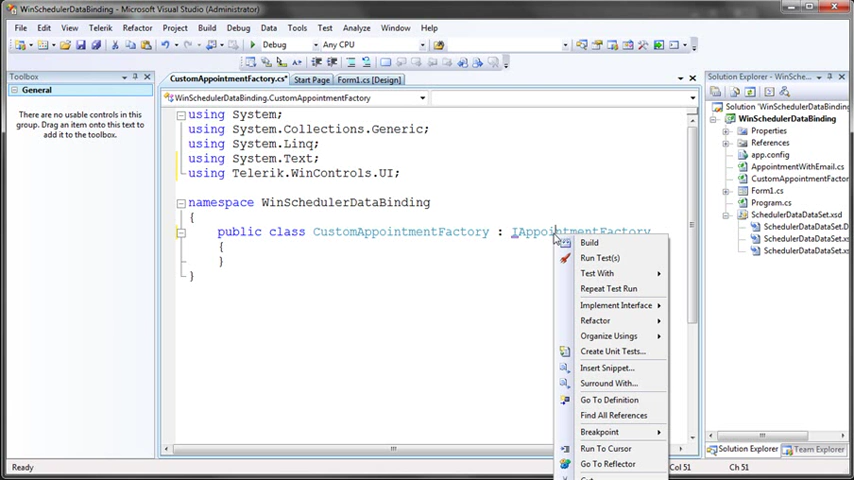 WinSchedulerDataBinding - Microsoft Visual Studio (Administrator)
File Edit View Telerik Refactor Project Build Debug Data Tools Test Analyze Window Help
Debug Any CPU
Toolbox
General
There are no usable controls in this
group. Drag an item onto this text to
add it to the toolbox.
CustomAppointmentFactory.cs* Start Page Form1.cs [Design]
WinSchedulerDataBinding.CustomAppointmentFactory
using System;
using System.Collections.Generic;
using System.Linq;
using System.Text;
using Telerik.WinControls.UI;
namespace WinSchedulerDataBinding
{
public class CustomAppointmentFactory : IAppointmentFactory
{
}
}
Build
Run Test(s)
Test With
Repeat Test Run
Implement Interface
Refactor
Organize Usings
Create Unit Tests...
Insert Snippet...
Surround With...
Go To Definition
Find All References
Breakpoint
Run To Cursor
Go To Reflector
Solution Explorer - WinSche...
Solution 'WinSchedulerDataBinding
WinSchedulerDataBinding
Properties
References
app.config
AppointmentWithEmail.cs
CustomAppointmentFactor
Form1.cs
Program.cs
SchedulerDataDataSet.xsd
SchedulerDataDataSet.D
SchedulerDataDataSet.xs
SchedulerDataDataSet.xs
Solution Explorer Team Explorer
Ready Col 51 Ch 51